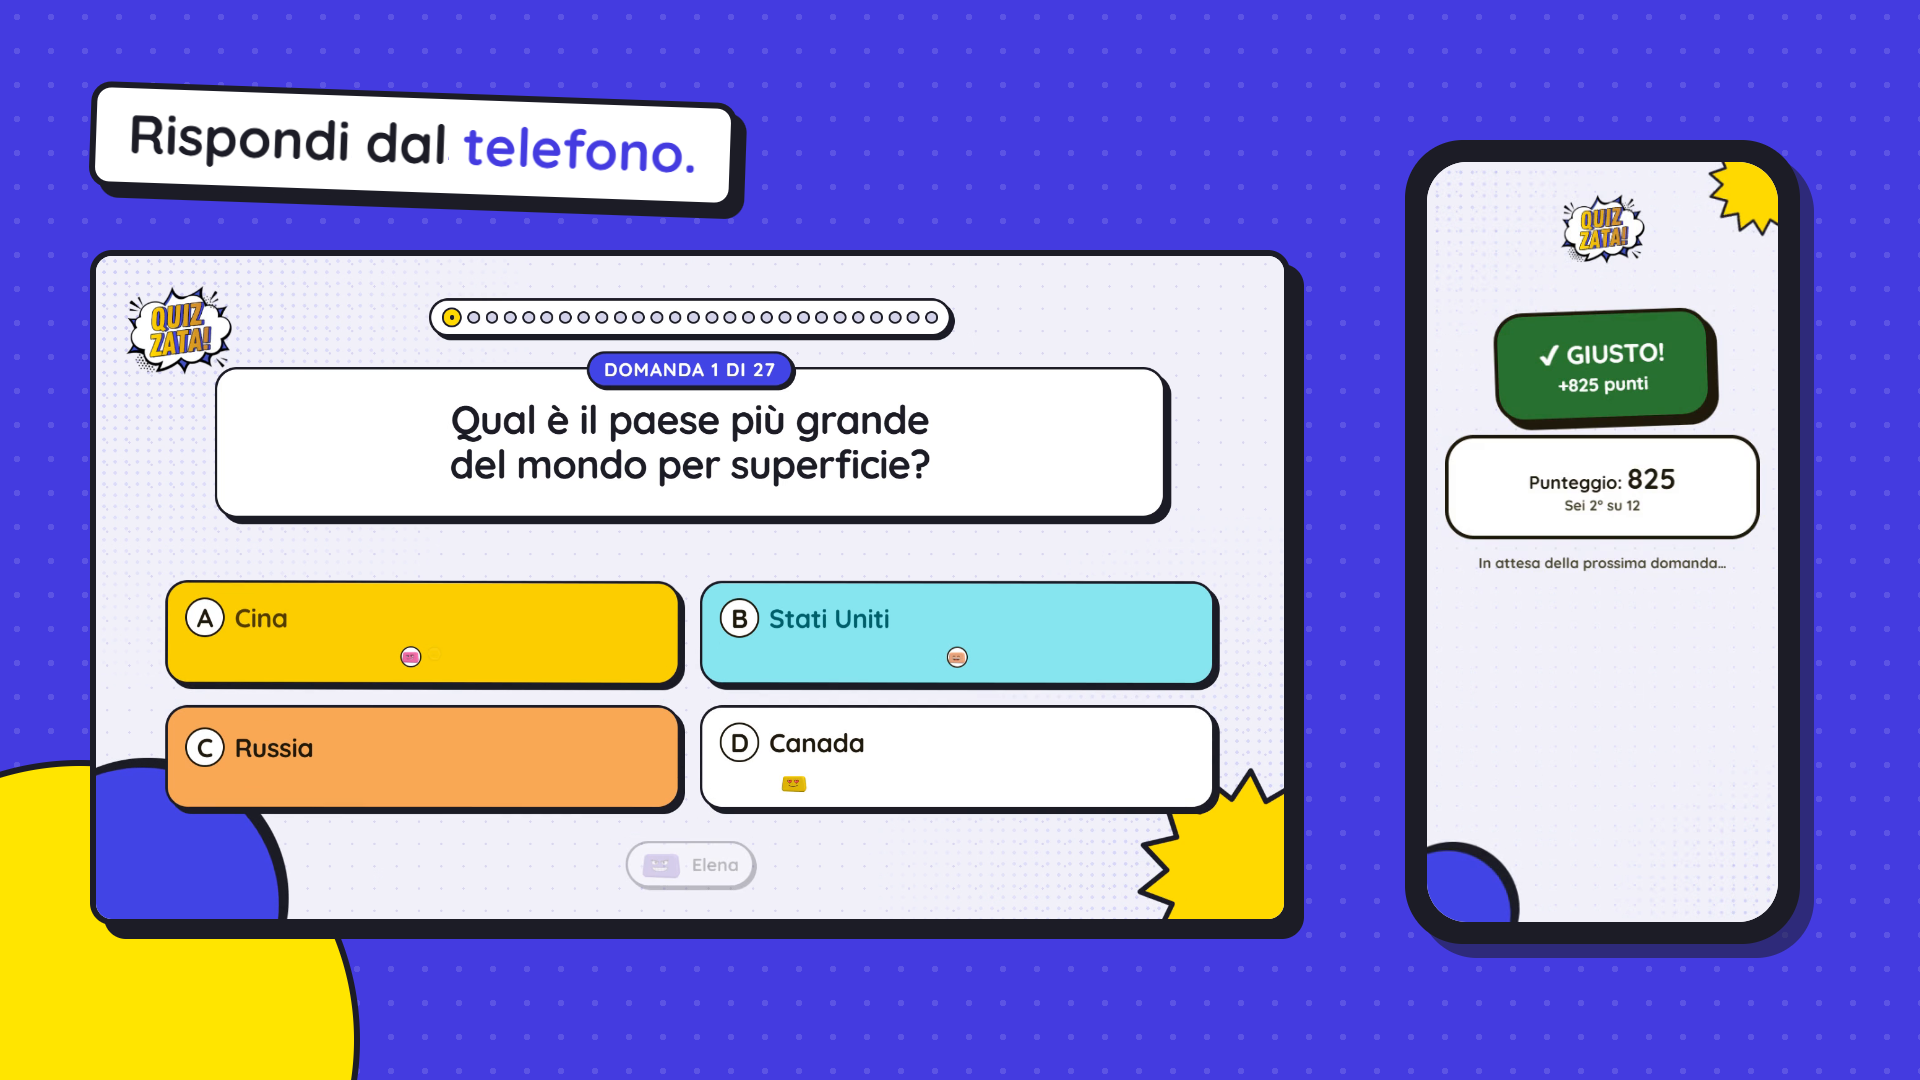 Rispondi dal telefono.
QUIZ
ZATA!
DOMANDA 1 DI 27
Qual è il paese più grande
del mondo per superficie?
A Cina
B Stati Uniti
C Russia
D Canada
Elena
QUIZ
ZATA!
✓ GIUSTO!
+825 punti
Punteggio: 825
Sei 2° su 12
In attesa della prossima domanda...